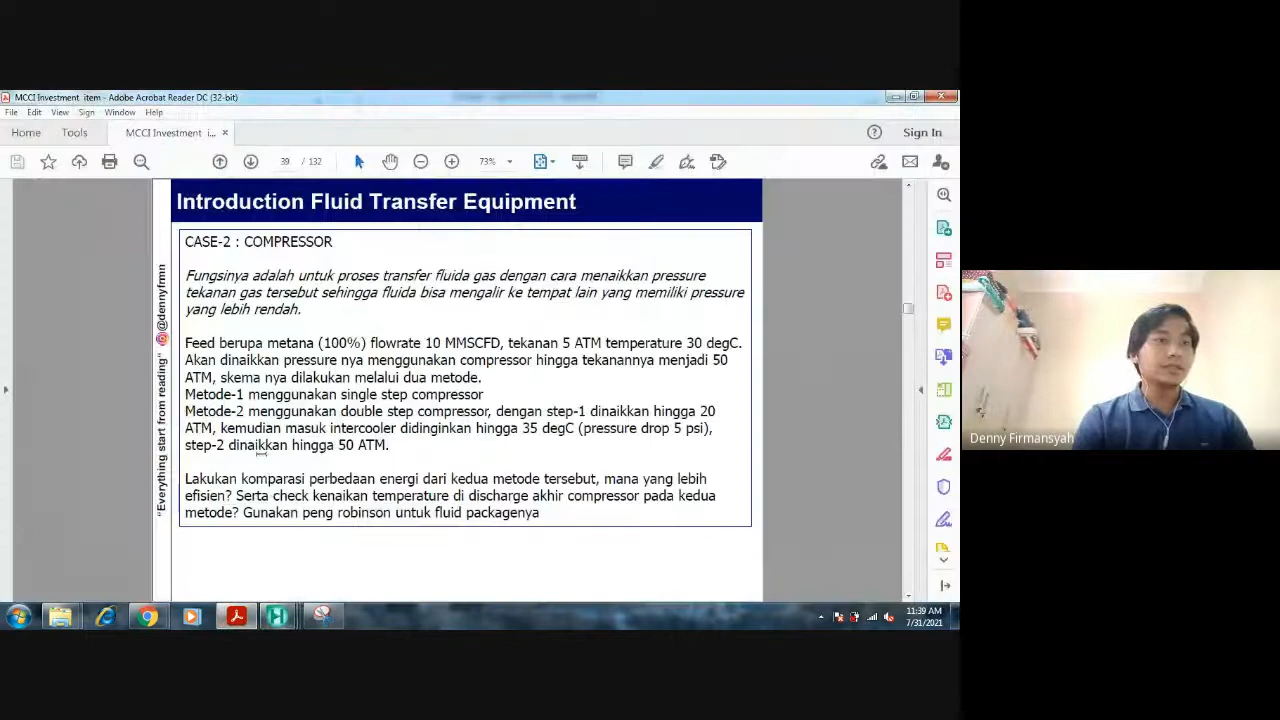 MCCI Investment item - Adobe Acrobat Reader DC (32-bit)
File Edit View Sign Window Help
Home Tools MCCI Investment i... × Sign In
39 / 132 73%
Introduction Fluid Transfer Equipment
CASE-2 : COMPRESSOR
Fungsinya adalah untuk proses transfer fluida gas dengan cara menaikkan pressure
tekanan gas tersebut sehingga fluida bisa mengalir ke tempat lain yang memiliki pressure
yang lebih rendah.
Feed berupa metana (100%) flowrate 10 MMSCFD, tekanan 5 ATM temperature 30 degC.
Akan dinaikkan pressure nya menggunakan compressor hingga tekanannya menjadi 50
ATM, skema nya dilakukan melalui dua metode.
Metode-1 menggunakan single step compressor
Metode-2 menggunakan double step compressor, dengan step-1 dinaikkan hingga 20
ATM, kemudian masuk intercooler didinginkan hingga 35 degC (pressure drop 5 psi),
step-2 dinaikkan hingga 50 ATM.
Lakukan komparasi perbedaan energi dari kedua metode tersebut, mana yang lebih
efisien? Serta check kenaikan temperature di discharge akhir compressor pada kedua
metode? Gunakan peng robinson untuk fluid packagenya
"Everything start from reading" @dennyfrmn
Denny Firmansyah
11:39 AM
7/31/2021